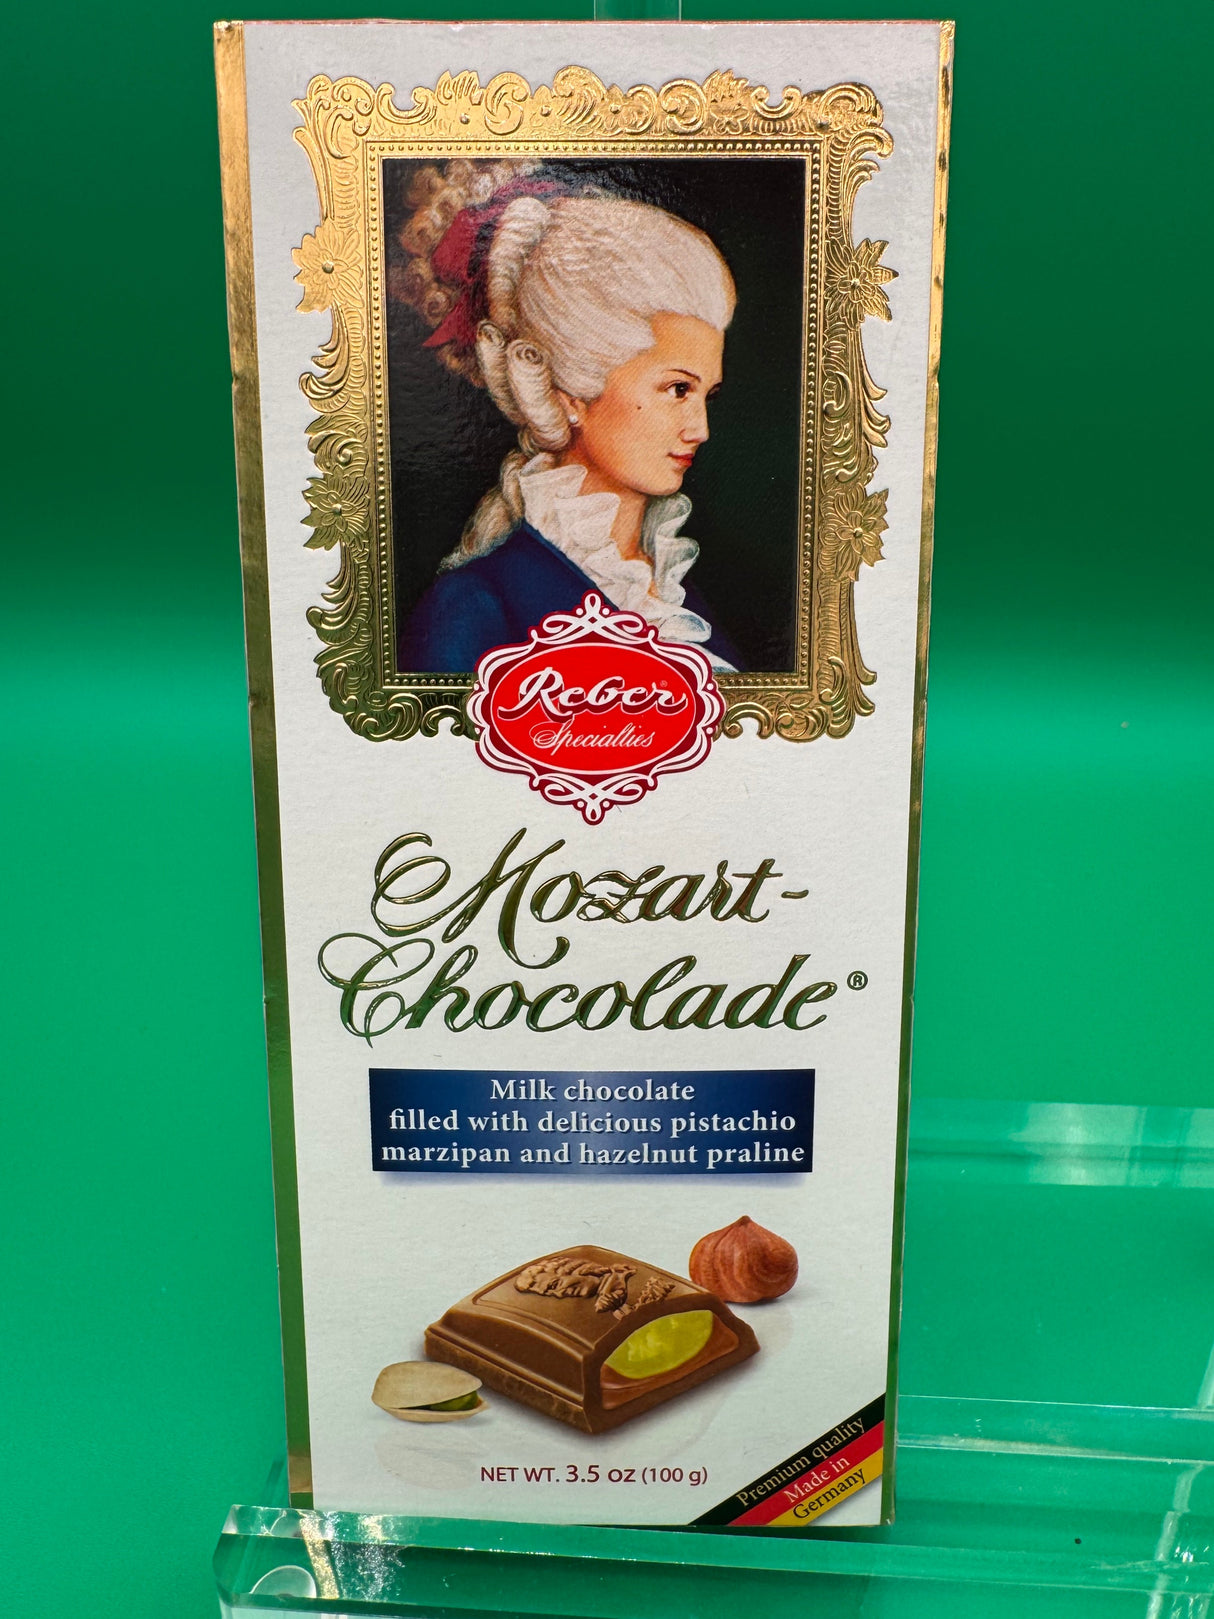 Reber®
Specialties
Mozart-
Chocolade®
Milk chocolate
filled with delicious pistachio
marzipan and hazelnut praline
NET WT. 3.5 oz (100 g)
Premium quality
Made in
Germany